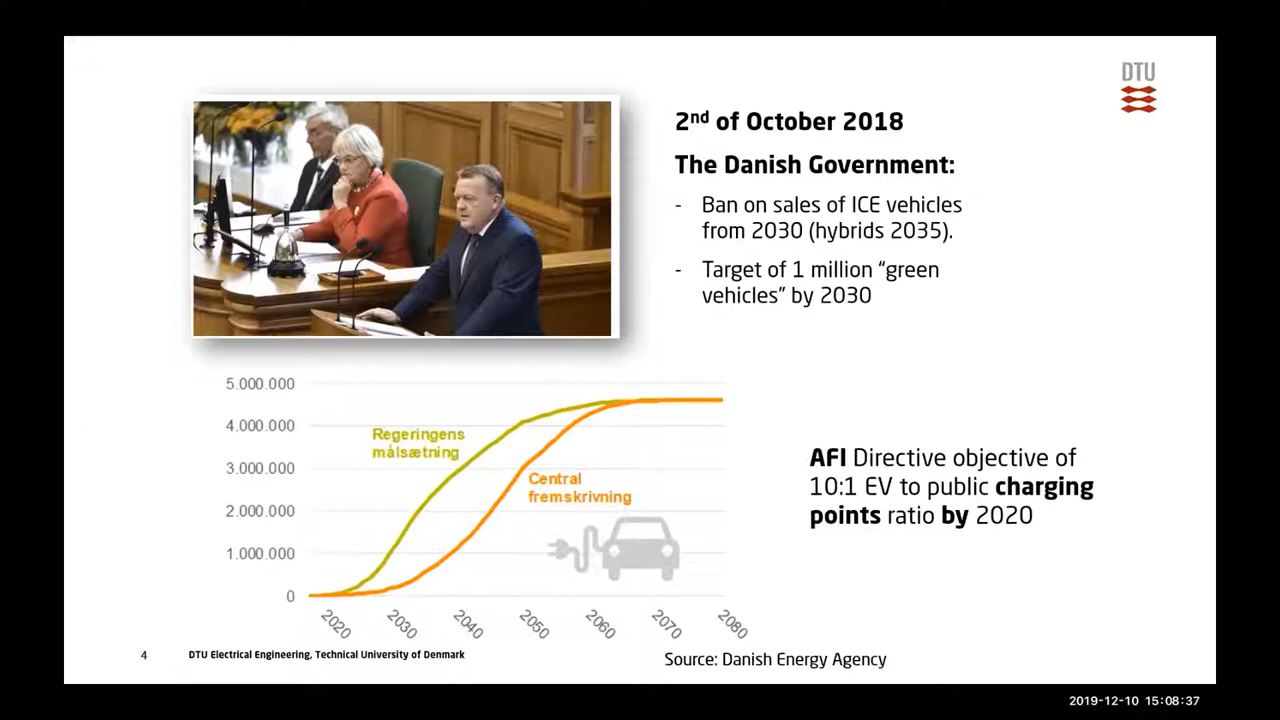 DTU
2nd of October 2018
The Danish Government:
- Ban on sales of ICE vehicles
from 2030 (hybrids 2035).
- Target of 1 million “green
vehicles” by 2030
5.000.000
4.000.000
3.000.000
2.000.000
1.000.000
0
Regeringens
målsætning
Central
fremskrivning
2020
2030
2040
2050
2060
2070
2080
AFI Directive objective of
10:1 EV to public charging
points ratio by 2020
4
DTU Electrical Engineering, Technical University of Denmark
Source: Danish Energy Agency
2019-12-10 15:08:37